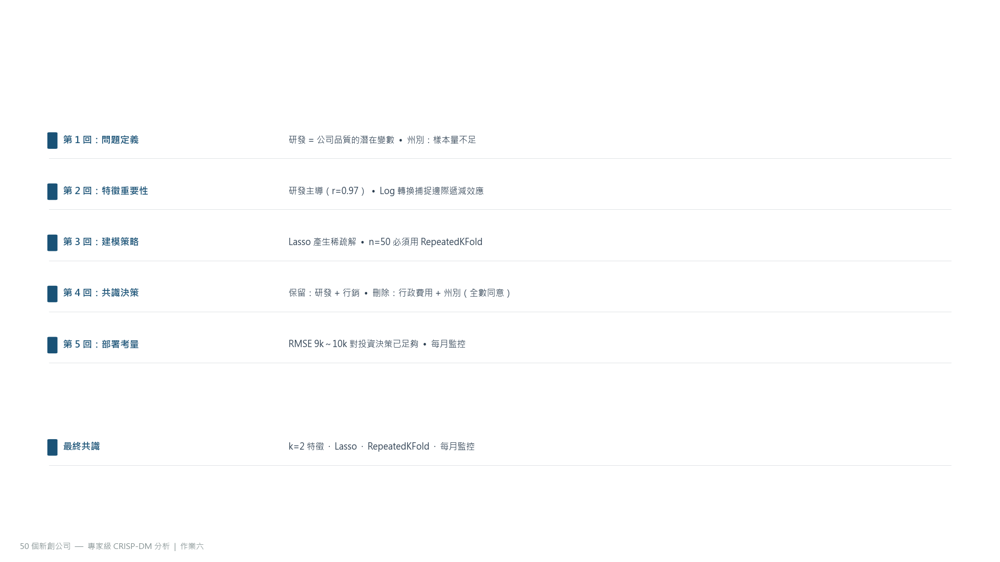 第 1 回：問題定義
研發 = 公司品質的潛在變數 • 州別：樣本量不足
第 2 回：特徵重要性
研發主導（r=0.97） • Log 轉換捕捉邊際遞減效應
第 3 回：建模策略
Lasso 產生稀疏解 • n=50 必須用 RepeatedKFold
第 4 回：共識決策
保留：研發 + 行銷 • 刪除：行政費用 + 州別（全數同意）
第 5 回：部署考量
RMSE 9k～10k 對投資決策已足夠 • 每月監控
最終共識
k=2 特徵 · Lasso · RepeatedKFold · 每月監控
50 個新創公司 — 專家級 CRISP-DM 分析 | 作業六